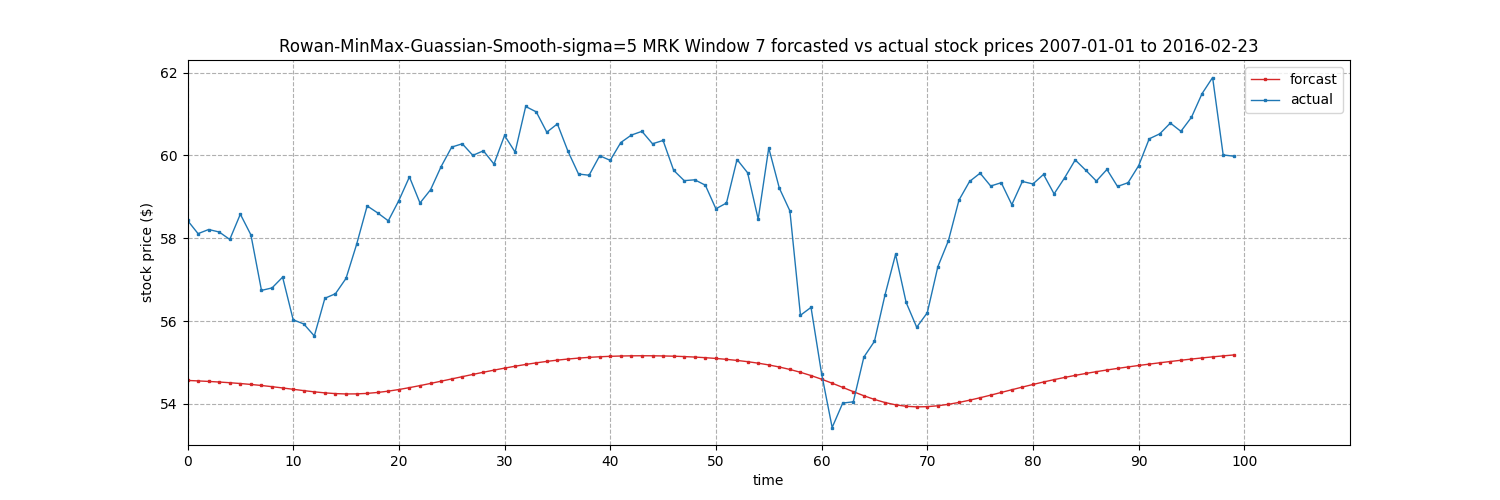 Rowan-MinMax-Guassian-Smooth-sigma=5 MRK Window 7 forcasted vs actual stock prices 2007-01-01 to 2016-02-23
forcast
actual
stock price ($)
62
60
58
56
54
0 10 20 30 40 50 60 70 80 90 100
time